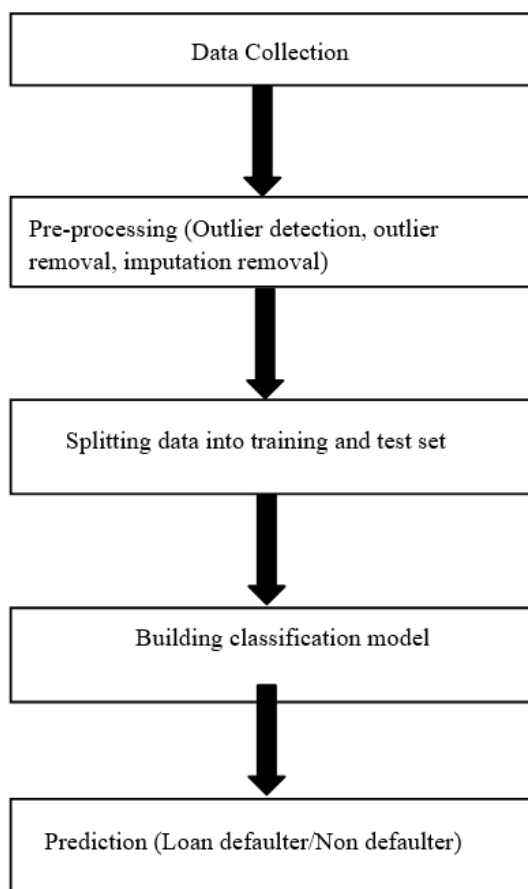 Data Collection
Pre-processing (Outlier detection, outlier
removal, imputation removal)
Splitting data into training and test set
Building classification model
Prediction (Loan defaulter/Non defaulter)